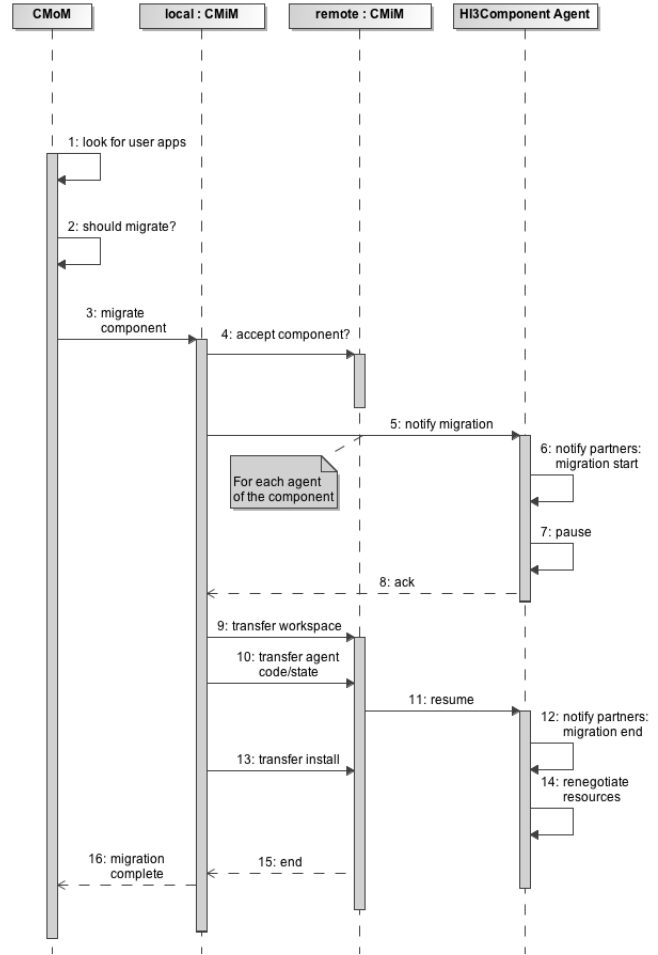 CMoM
local : CMiM
remote : CMiM
HI3Component Agent
1: look for user apps
2: should migrate?
3: migrate
component
4: accept component?
5: notify migration
For each agent
of the component
6: notify partners:
migration start
7: pause
8: ack
9: transfer workspace
10: transfer agent
code/state
11: resume
12: notify partners:
migration end
13: transfer install
14: renegotiate
resources
15: end
16: migration
complete